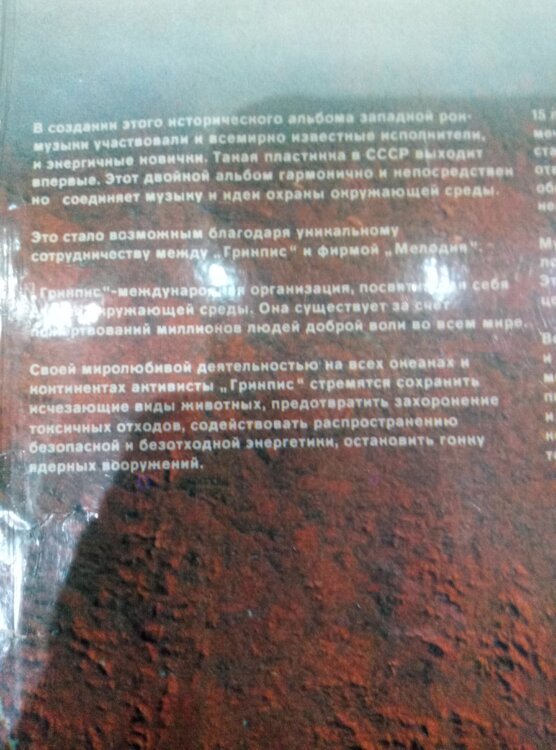 В создании этого исторического альбома западной рок-
музыки участвовали и всемирно известные исполнители,
и энергичные новички. Такая пластинка в СССР выходит
впервые. Этот двойной альбом гармонично и непосредствен
но соединяет музыку и идеи охраны окружающей среды.
Это стало возможным благодаря уникальному
сотрудничеству между „Гринпис“ и фирмой „Мелодия“.
Гринпис“-международная организация, себя
окружающей среды. Она существует за счет
пожертвований миллионов людей доброй воли во всем мире.
Своей миролюбивой деятельностью на всех океанах и
континентах активисты „Гринпис“ стремятся сохранить
исчезающие виды животных, предотвратить захоронение
токсичных отходов, содействовать распространению
безопасной и безотходной энергетики, остановить гонку
ядерных вооружений.
15